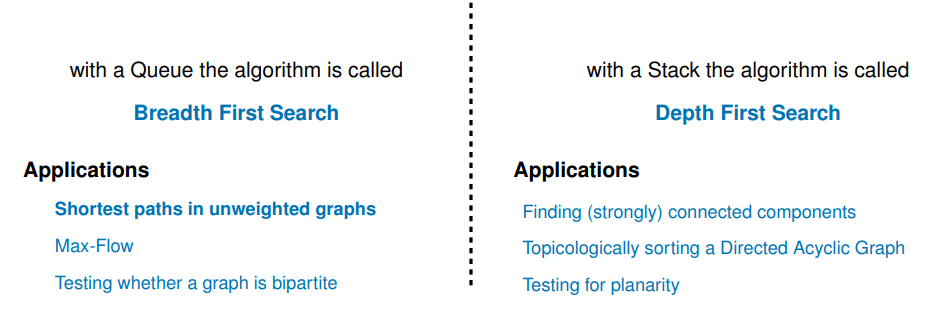 with a Queue the algorithm is called
Breadth First Search
Applications
Shortest paths in unweighted graphs
Max-Flow
Testing whether a graph is bipartite
with a Stack the algorithm is called
Depth First Search
Applications
Finding (strongly) connected components
Topicologically sorting a Directed Acyclic Graph
Testing for planarity